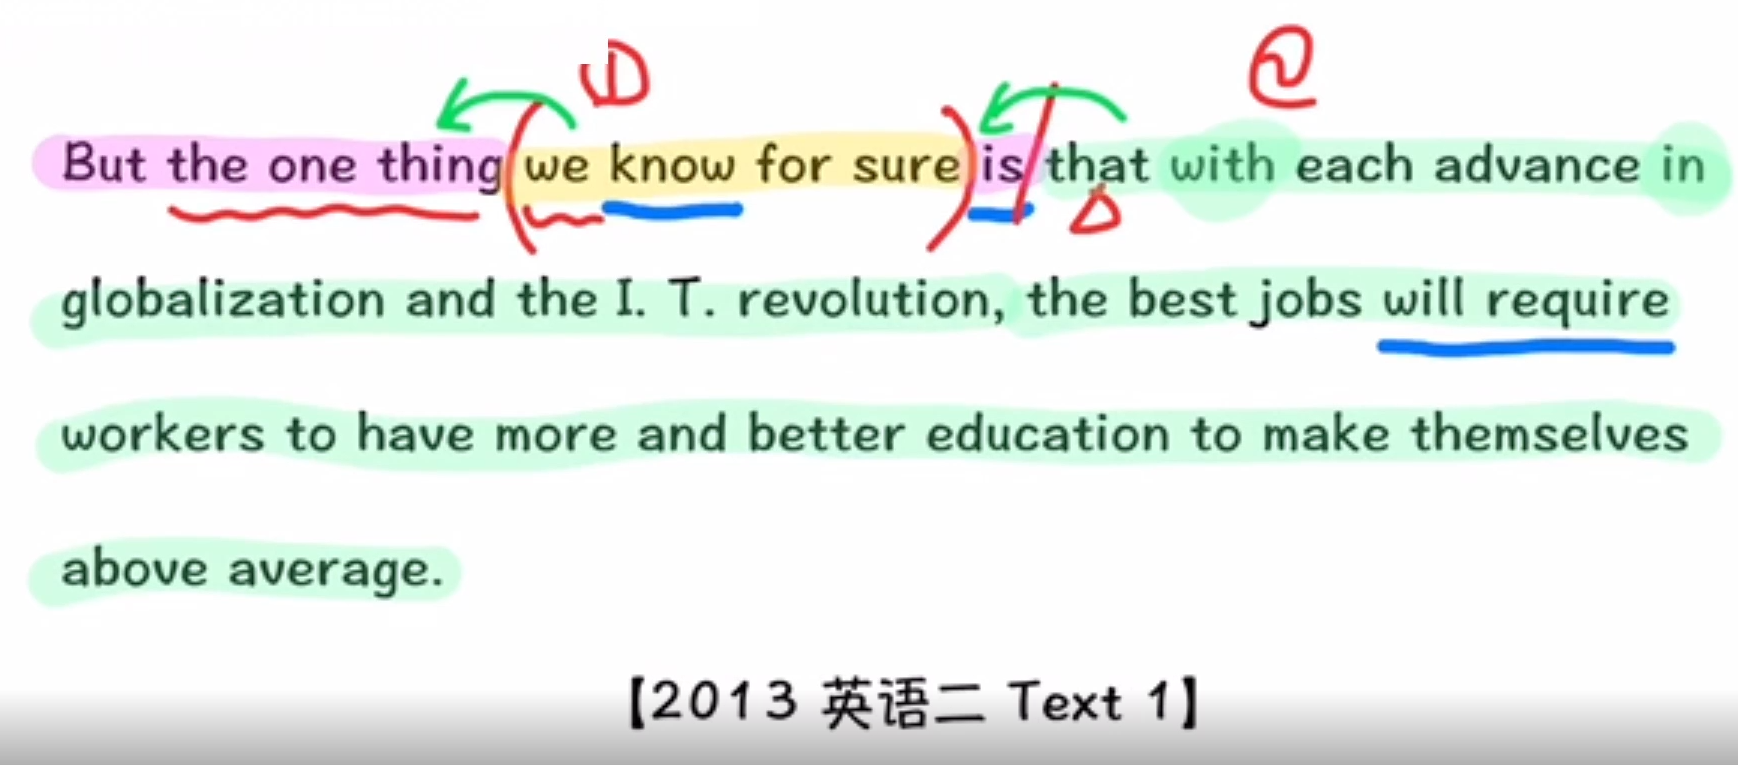 ① ②
But the one thing (we know for sure) is / that with each advance in
globalization and the I. T. revolution, the best jobs will require
workers to have more and better education to make themselves
above average.
【2013 英语二 Text 1】